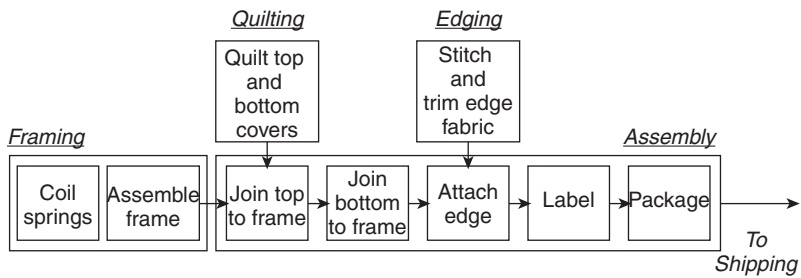 Quilting
Edging
Quilt top
and
bottom
covers
Stitch
and
trim edge
fabric
Framing
Assembly
Coil
springs
Assemble
frame
Join top
to frame
Join
bottom
to frame
Attach
edge
Label
Package
To
Shipping